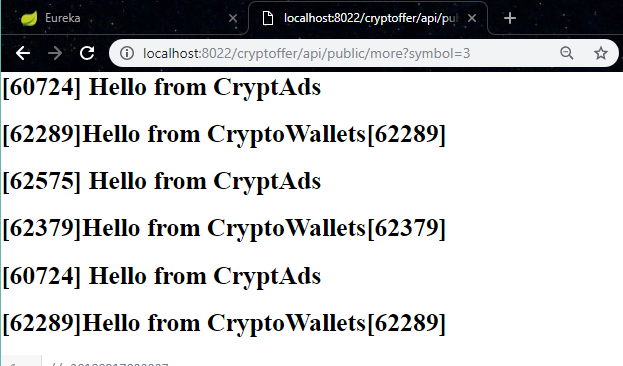 Eureka
localhost:8022/cryptoffer/api/pu
localhost:8022/cryptoffer/api/public/more?symbol=3
[60724] Hello from CryptAds
[62289]Hello from CryptoWallets[62289]
[62575] Hello from CryptAds
[62379]Hello from CryptoWallets[62379]
[60724] Hello from CryptAds
[62289]Hello from CryptoWallets[62289]